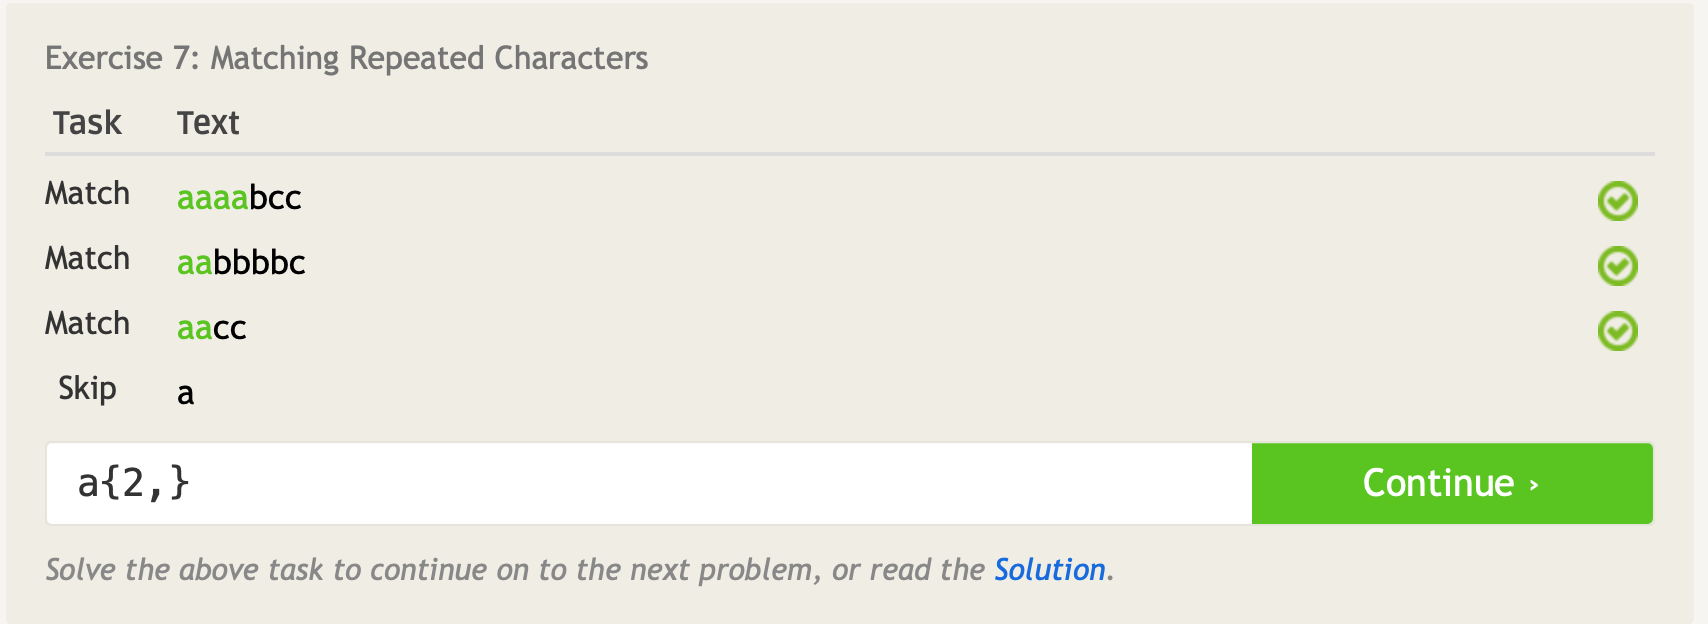 Exercise 7: Matching Repeated Characters
Task Text
Match aaaabcc
Match aabbbbc
Match aacc
Skip a
a{2,}
Continue ›
Solve the above task to continue on to the next problem, or read the Solution.